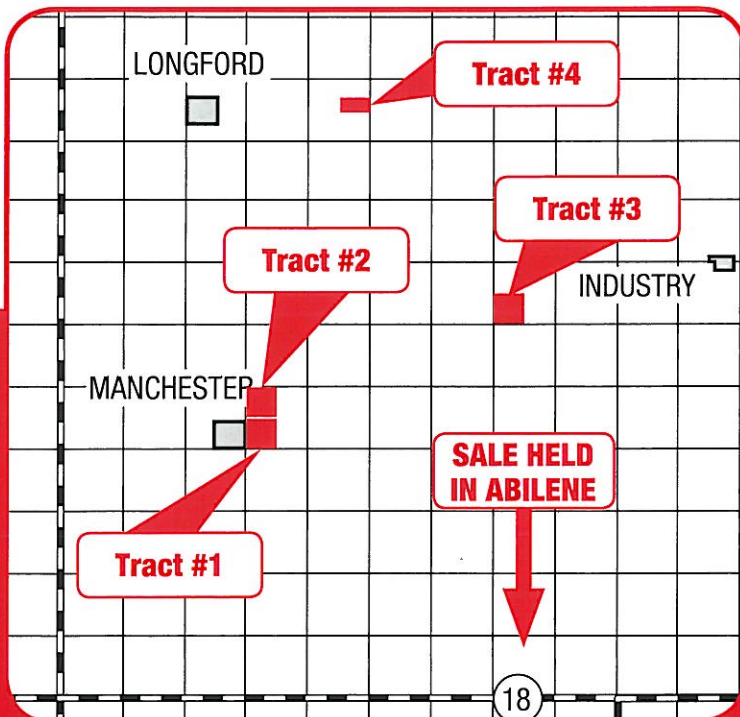 LONGFORD
Tract #4
Tract #3
Tract #2
INDUSTRY
MANCHESTER
SALE HELD
IN ABILENE
Tract #1
18